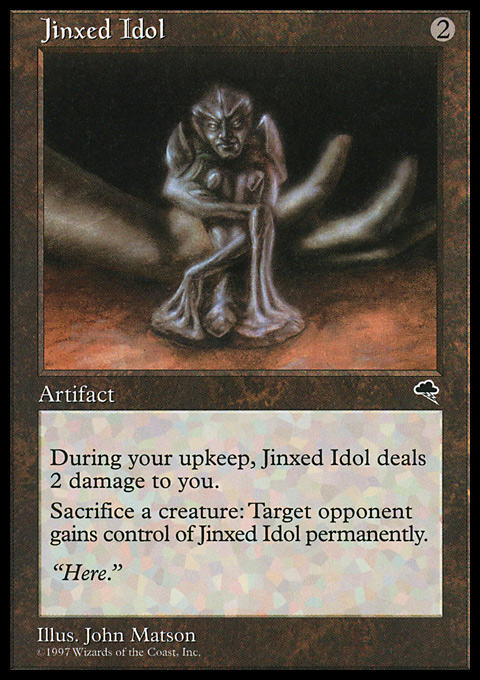 Jinxed Idol 2
Artifact
During your upkeep, Jinxed Idol deals
2 damage to you.
Sacrifice a creature: Target opponent
gains control of Jinxed Idol permanently.
“Here.”
Illus. John Matson
©1997 Wizards of the Coast, Inc.